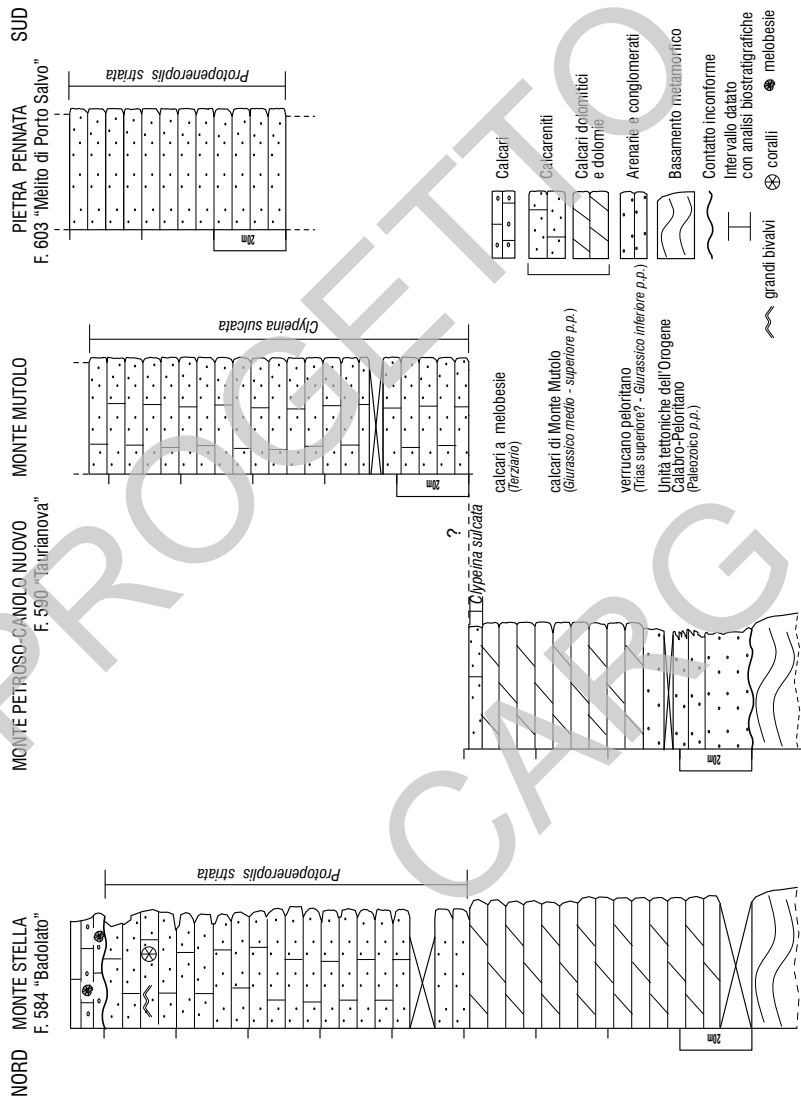 NORD
MONTE STELLA
F. 584 “Badolato”
MONTE PETROSO-CANOLO NUOVO
F. 590 “Taurianova”
MONTE MUTOLO
PIETRA PENNATA
F. 603 “Mélito di Porto Salvo”
SUD
Protopeneroplis striata
20m
?
Clypeina sulcata
20m
Clypeina sulcata
20m
Protopeneroplis striata
20m
calcari a melobesie
(Terziario)
calcari di Monte Mutolo
(Giurassico medio - superiore p.p.)
verrucano peloritano
(Trias superiore? - Giurassico inferiore p.p.)
Unità tettoniche dell'Orogene
Calabro-Peloritano
(Paleozoico p.p.)
Calcari
Calcareniti
Calcari dolomitici
e dolomie
Arenarie e conglomerati
Basamento metamorfico
Contatto inconforme
Intervallo datato
con analisi biostratigrafiche
grandi bivalvi
coralli
melobesie
PROGETTO
CARG